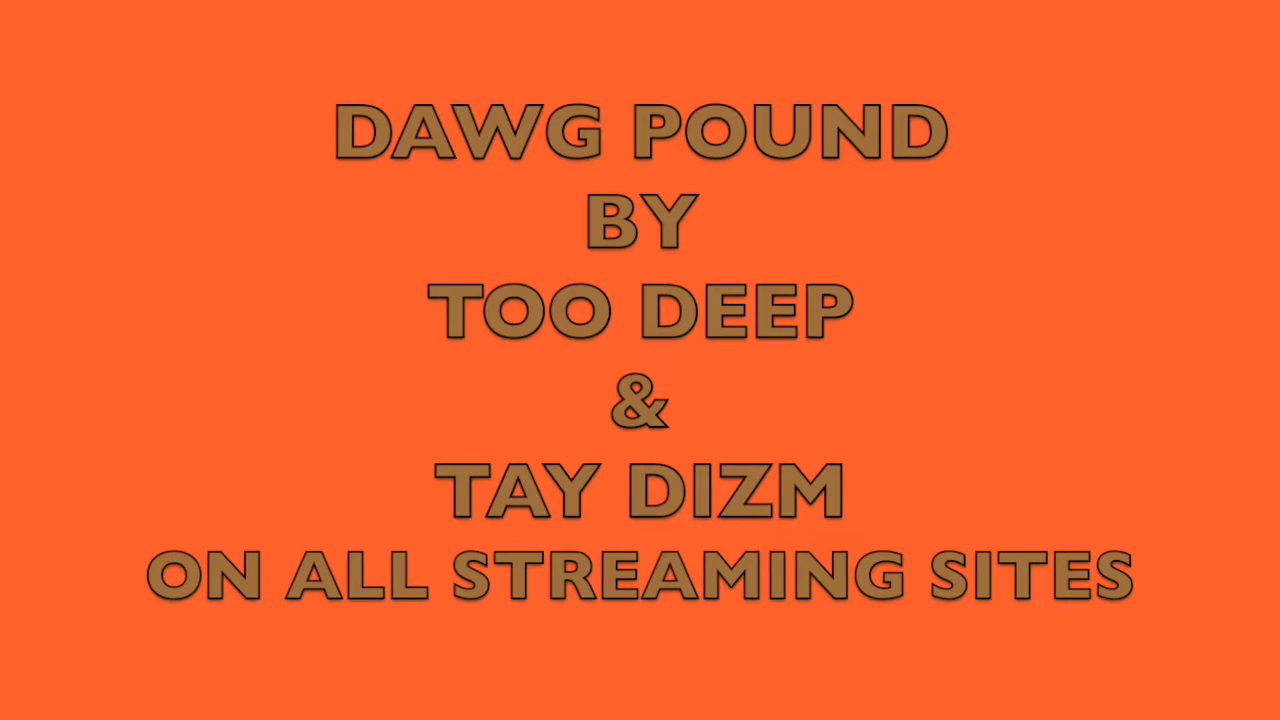 DAWG POUND
BY
TOO DEEP
&
TAY DIZM
ON ALL STREAMING SITES